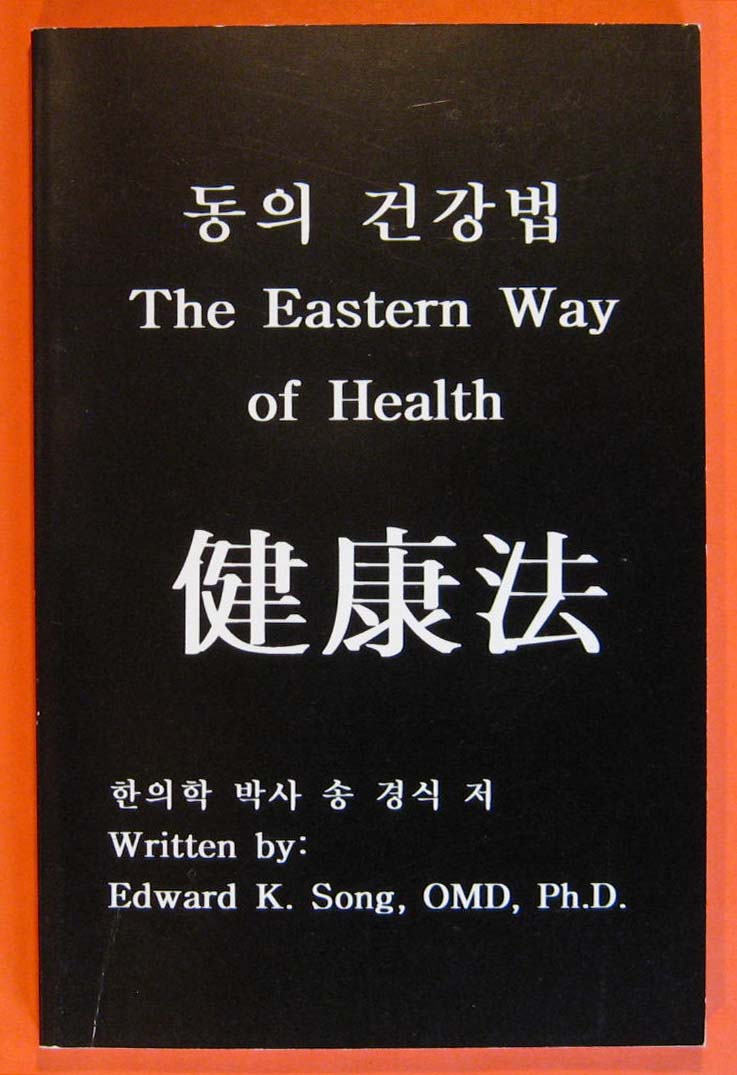 동의 건강법
The Eastern Way
of Health
健康法
한의학 박사 송 경식 저
Written by:
Edward K. Song, OMD, Ph.D.